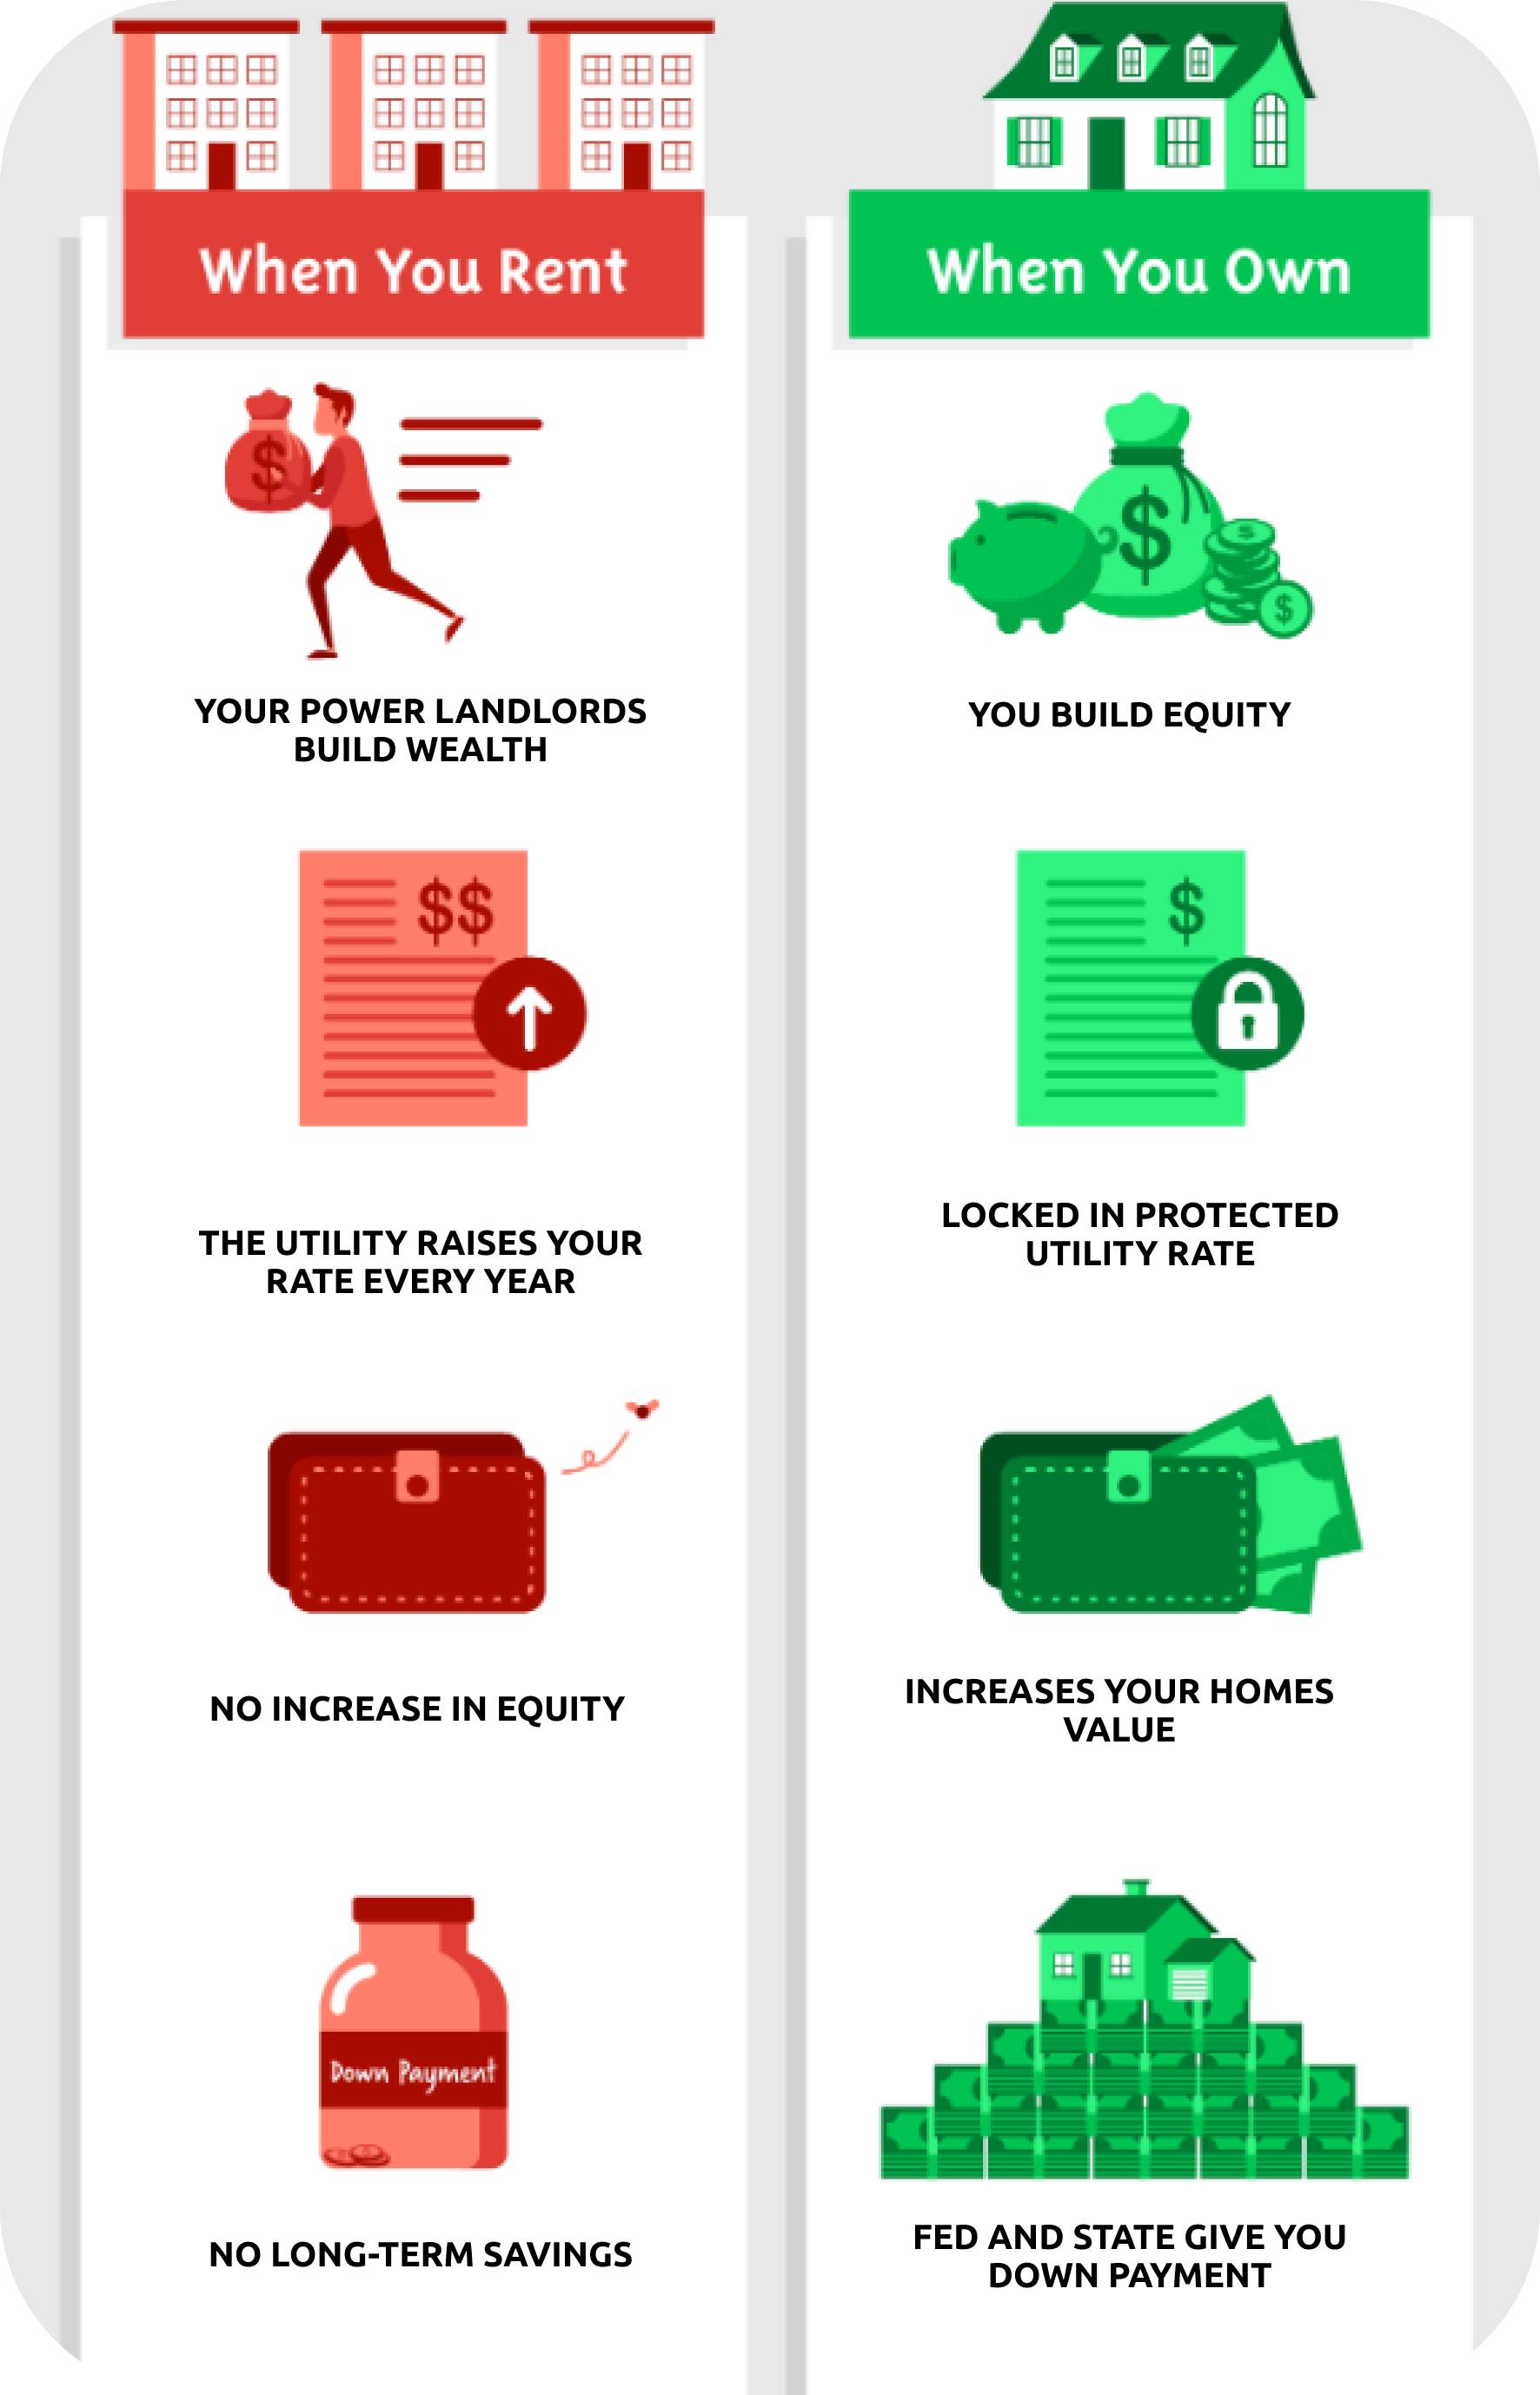 When You Rent
When You Own
$
YOUR POWER LANDLORDS
BUILD WEALTH
$
$
$
YOU BUILD EQUITY
$$
THE UTILITY RAISES YOUR
RATE EVERY YEAR
$
LOCKED IN PROTECTED
UTILITY RATE
NO INCREASE IN EQUITY
INCREASES YOUR HOMES
VALUE
Down Payment
NO LONG-TERM SAVINGS
FED AND STATE GIVE YOU
DOWN PAYMENT